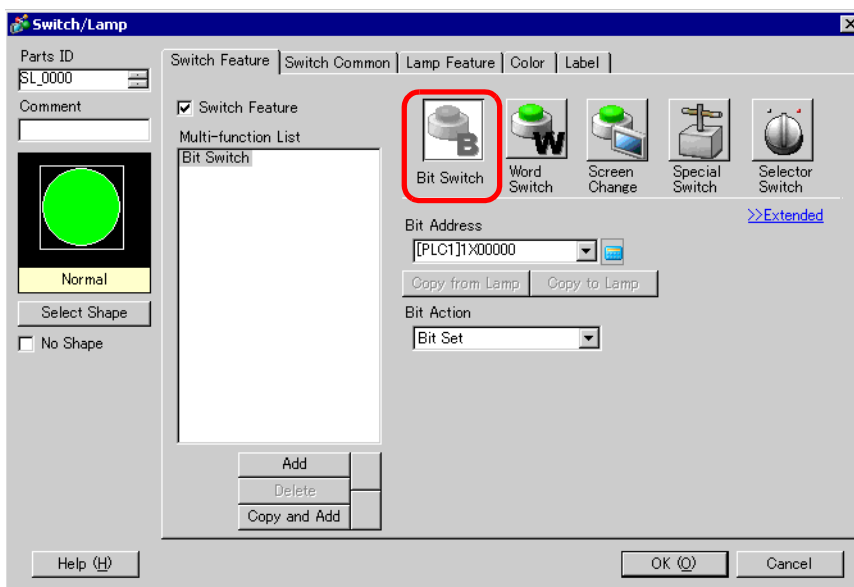 Switch/Lamp
Parts ID
SL_0000
Comment
Normal
Select Shape
No Shape
Switch Feature
Switch Common
Lamp Feature
Color
Label
Switch Feature
Multi-function List
Bit Switch
Add
Delete
Copy and Add
B
Bit Switch
W
Word
Switch
Screen
Change
Special
Switch
Selector
Switch
>>Extended
Bit Address
[PLC1]1X00000
Copy from Lamp
Copy to Lamp
Bit Action
Bit Set
Help (H)
OK (O)
Cancel